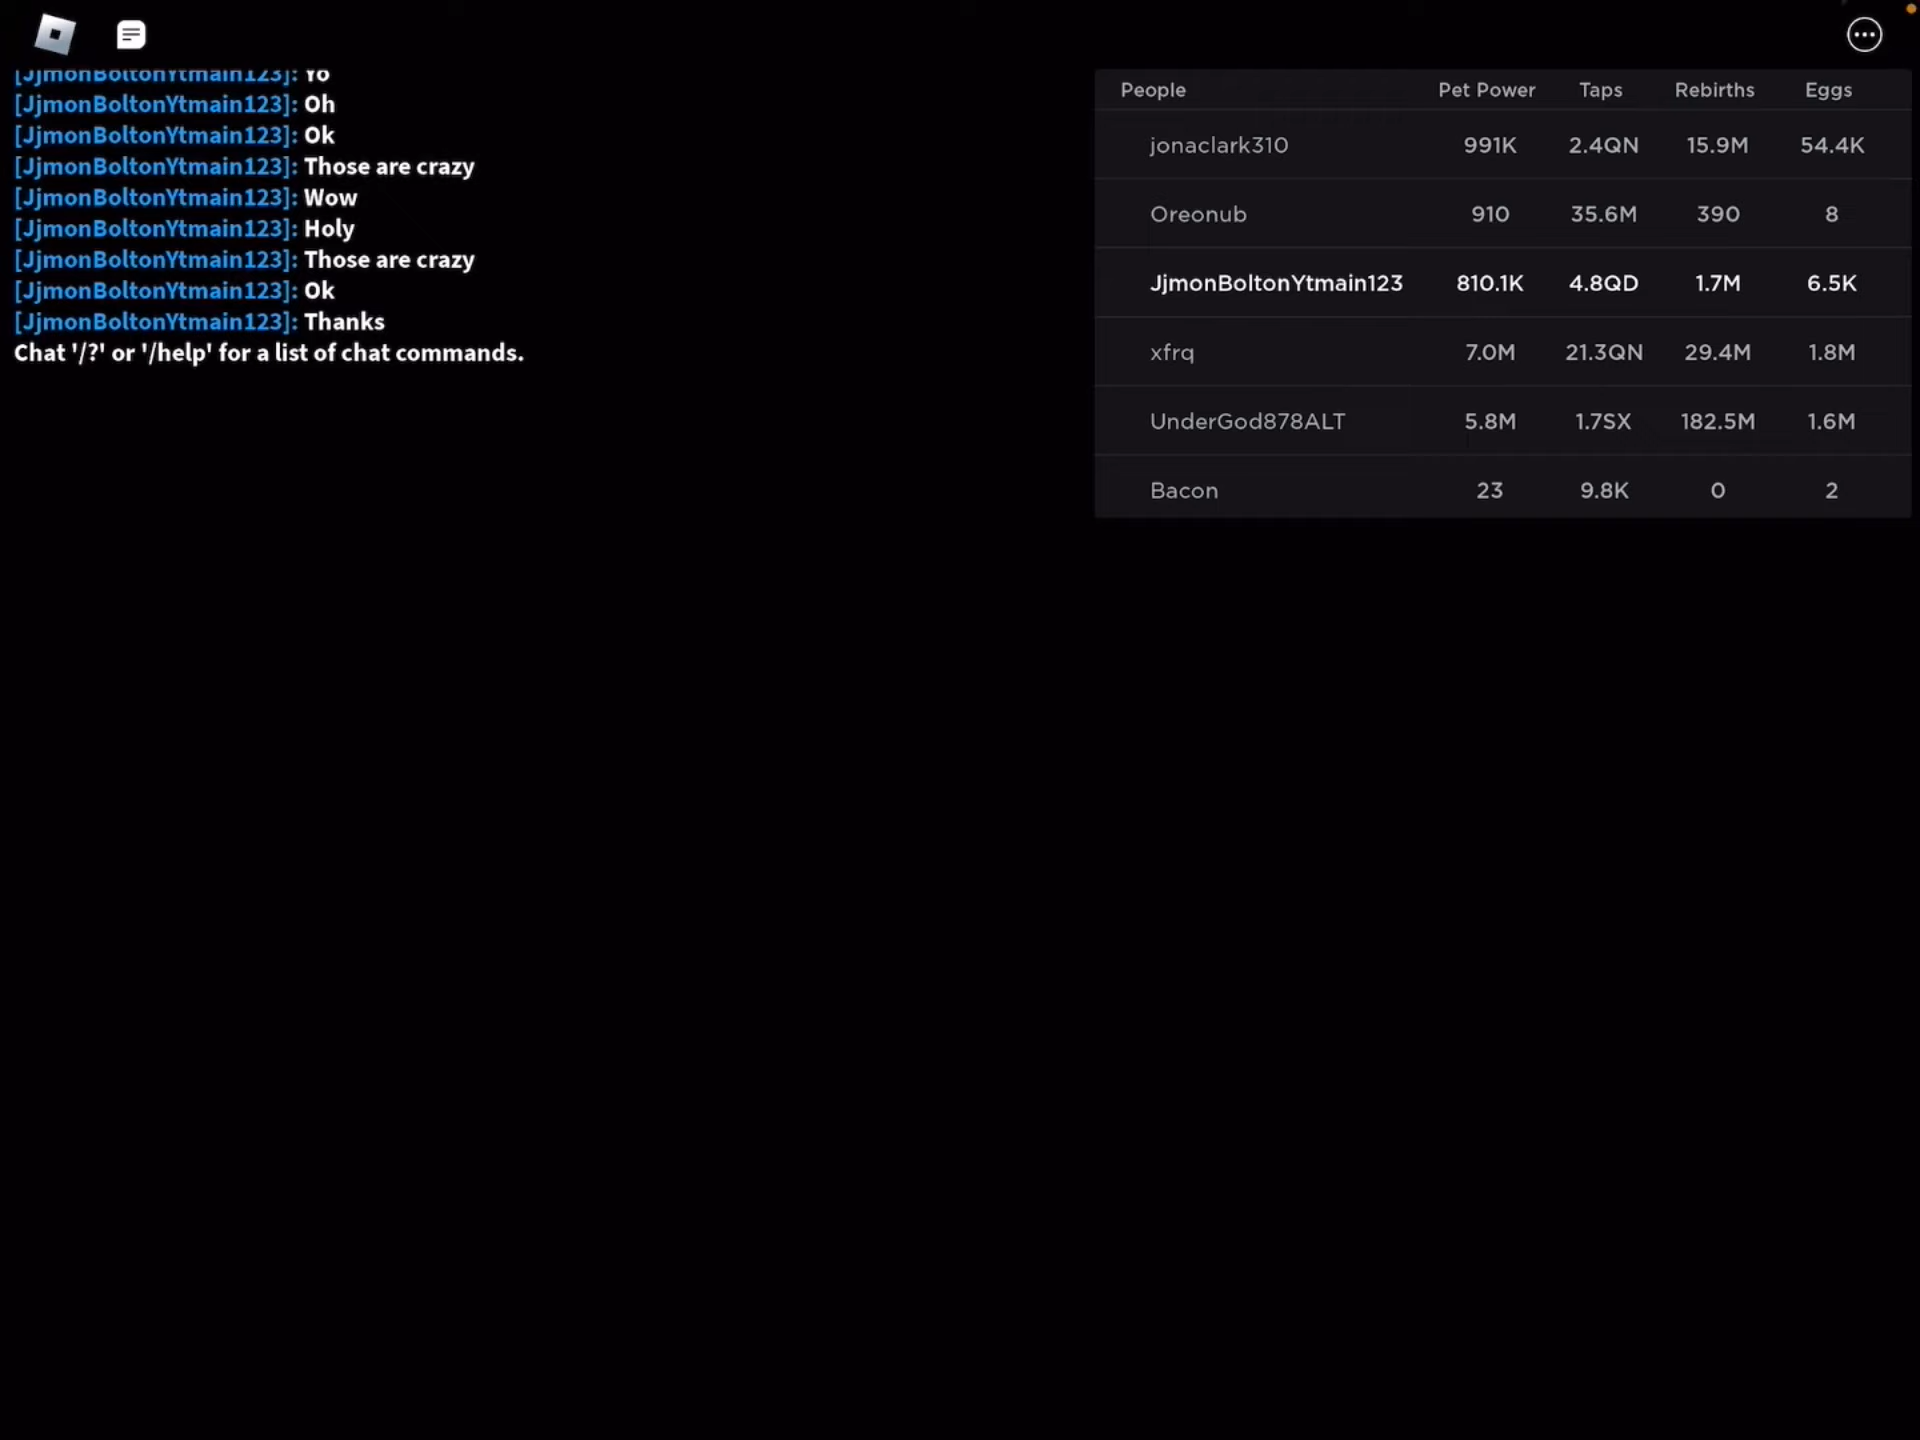 [JjmonBoltonYtmain123]: Yo
[JjmonBoltonYtmain123]: Oh
[JjmonBoltonYtmain123]: Ok
[JjmonBoltonYtmain123]: Those are crazy
[JjmonBoltonYtmain123]: Wow
[JjmonBoltonYtmain123]: Holy
[JjmonBoltonYtmain123]: Those are crazy
[JjmonBoltonYtmain123]: Ok
[JjmonBoltonYtmain123]: Thanks
Chat '/?' or '/help' for a list of chat commands.
People Pet Power Taps Rebirths Eggs
jonaclark310 991K 2.4QN 15.9M 54.4K
Oreonub 910 35.6M 390 8
JjmonBoltonYtmain123 810.1K 4.8QD 1.7M 6.5K
xfrq 7.0M 21.3QN 29.4M 1.8M
UnderGod878ALT 5.8M 1.7SX 182.5M 1.6M
Bacon 23 9.8K 0 2